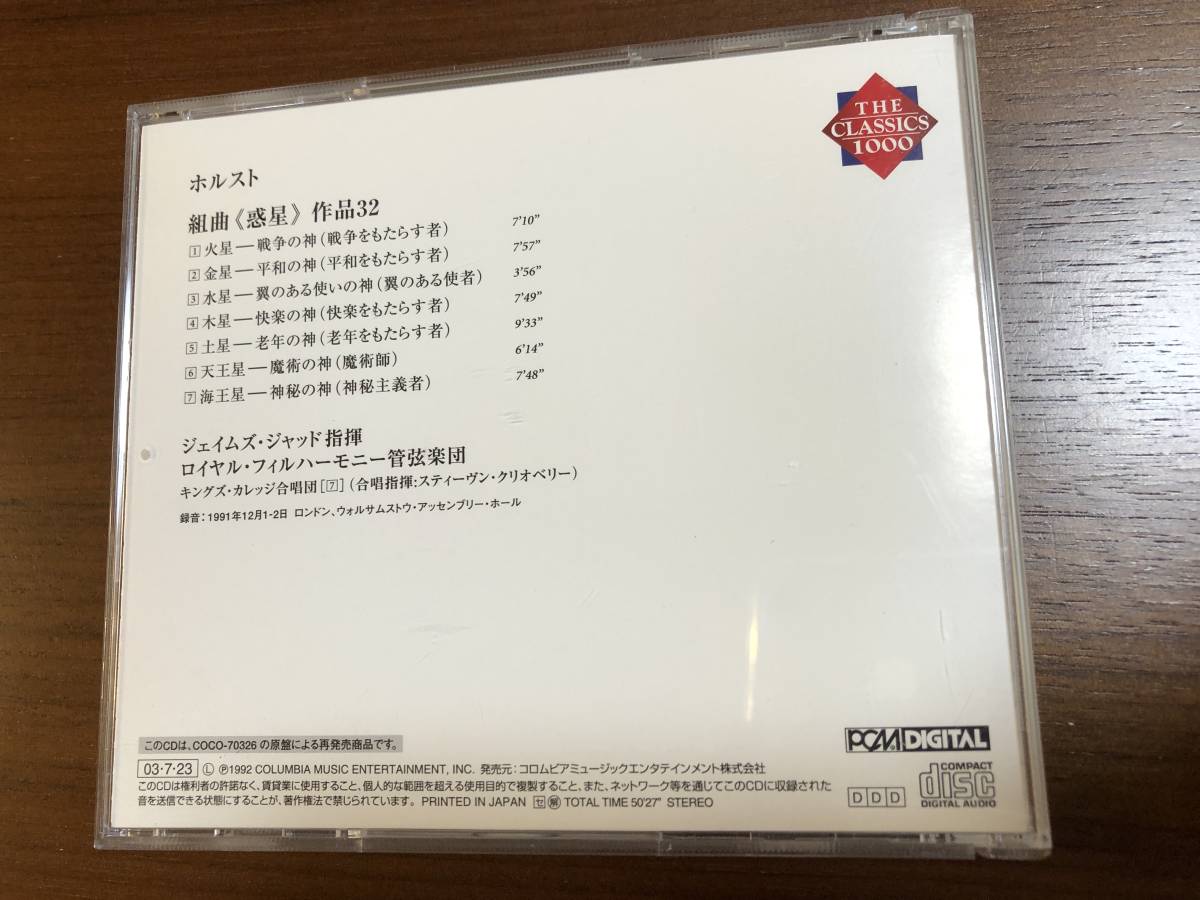 THE
CLASSICS
1000
ホルスト
組曲《惑星》 作品32
1 火星—戦争の神(戦争をもたらす者) 7'10"
2 金星—平和の神(平和をもたらす者) 7'57"
3 水星—翼のある使いの神(翼のある使者) 3'56"
4 木星—快楽の神(快楽をもたらす者) 7'49"
5 土星—老年の神(老年をもたらす者) 9'33"
6 天王星—魔術の神(魔術師) 6'14"
7 海王星—神秘の神(神秘主義者) 7'48"
ジェイムズ・ジャッド指揮
ロイヤル・フィルハーモニー管弦楽団
キングズ・カレッジ合唱団[7](合唱指揮:スティーヴン・クリオベリー)
録音:1991年12月1-2日 ロンドン、ウォルサムストウ・アッセンブリー・ホール
このCDは、COCO-70326 の原盤による再発売商品です。
PCM DIGITAL
03・7・23 Ⓛ ℗1992 COLUMBIA MUSIC ENTERTAINMENT, INC. 発売元:コロムビアミュージックエンタテインメント株式会社
このCDは権利者の許諾なく、賃貸業に使用すること、個人的な範囲を超える使用目的で複製すること、また、ネットワーク等を通じてこのCDに収録された
音を送信できる状態にすることが、著作権法で禁じられています。 PRINTED IN JAPAN セ 解 TOTAL TIME 50'27" STEREO
D D D
COMPACT
disc
DIGITAL AUDIO